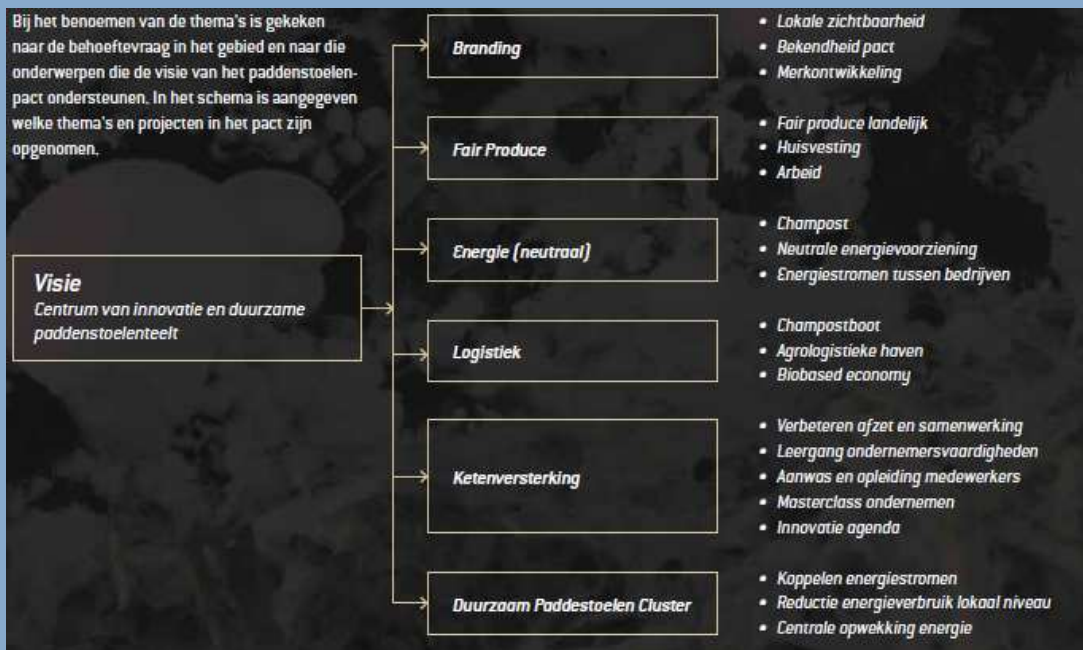 Bij het benoemen van de thema's is gekeken
naar de behoeftevraag in het gebied en naar die
onderwerpen die de visie van het paddenstoelen-
pact ondersteunen. In het schema is aangegeven
welke thema's en projecten in het pact zijn
opgenomen.
Visie
Centrum van innovatie en duurzame
paddenstoelenteelt
Branding
• Lokale zichtbaarheid
• Bekendheid pact
• Merkontwikkeling
Fair Produce
• Fair produce landelijk
• Huisvesting
• Arbeid
Energie (neutraal)
• Champost
• Neutrale energievoorziening
• Energiestromen tussen bedrijven
Logistiek
• Champostboot
• Agrologistieke haven
• Biobased economy
Ketenversterking
• Verbeteren afzet en samenwerking
• Leergang ondernemersvaardigheden
• Aanwas en opleiding medewerkers
• Masterclass ondernemen
• Innovatie agenda
Duurzaam Paddestoelen Cluster
• Koppelen energiestromen
• Reductie energieverbruik lokaal niveau
• Centrale opwekking energie